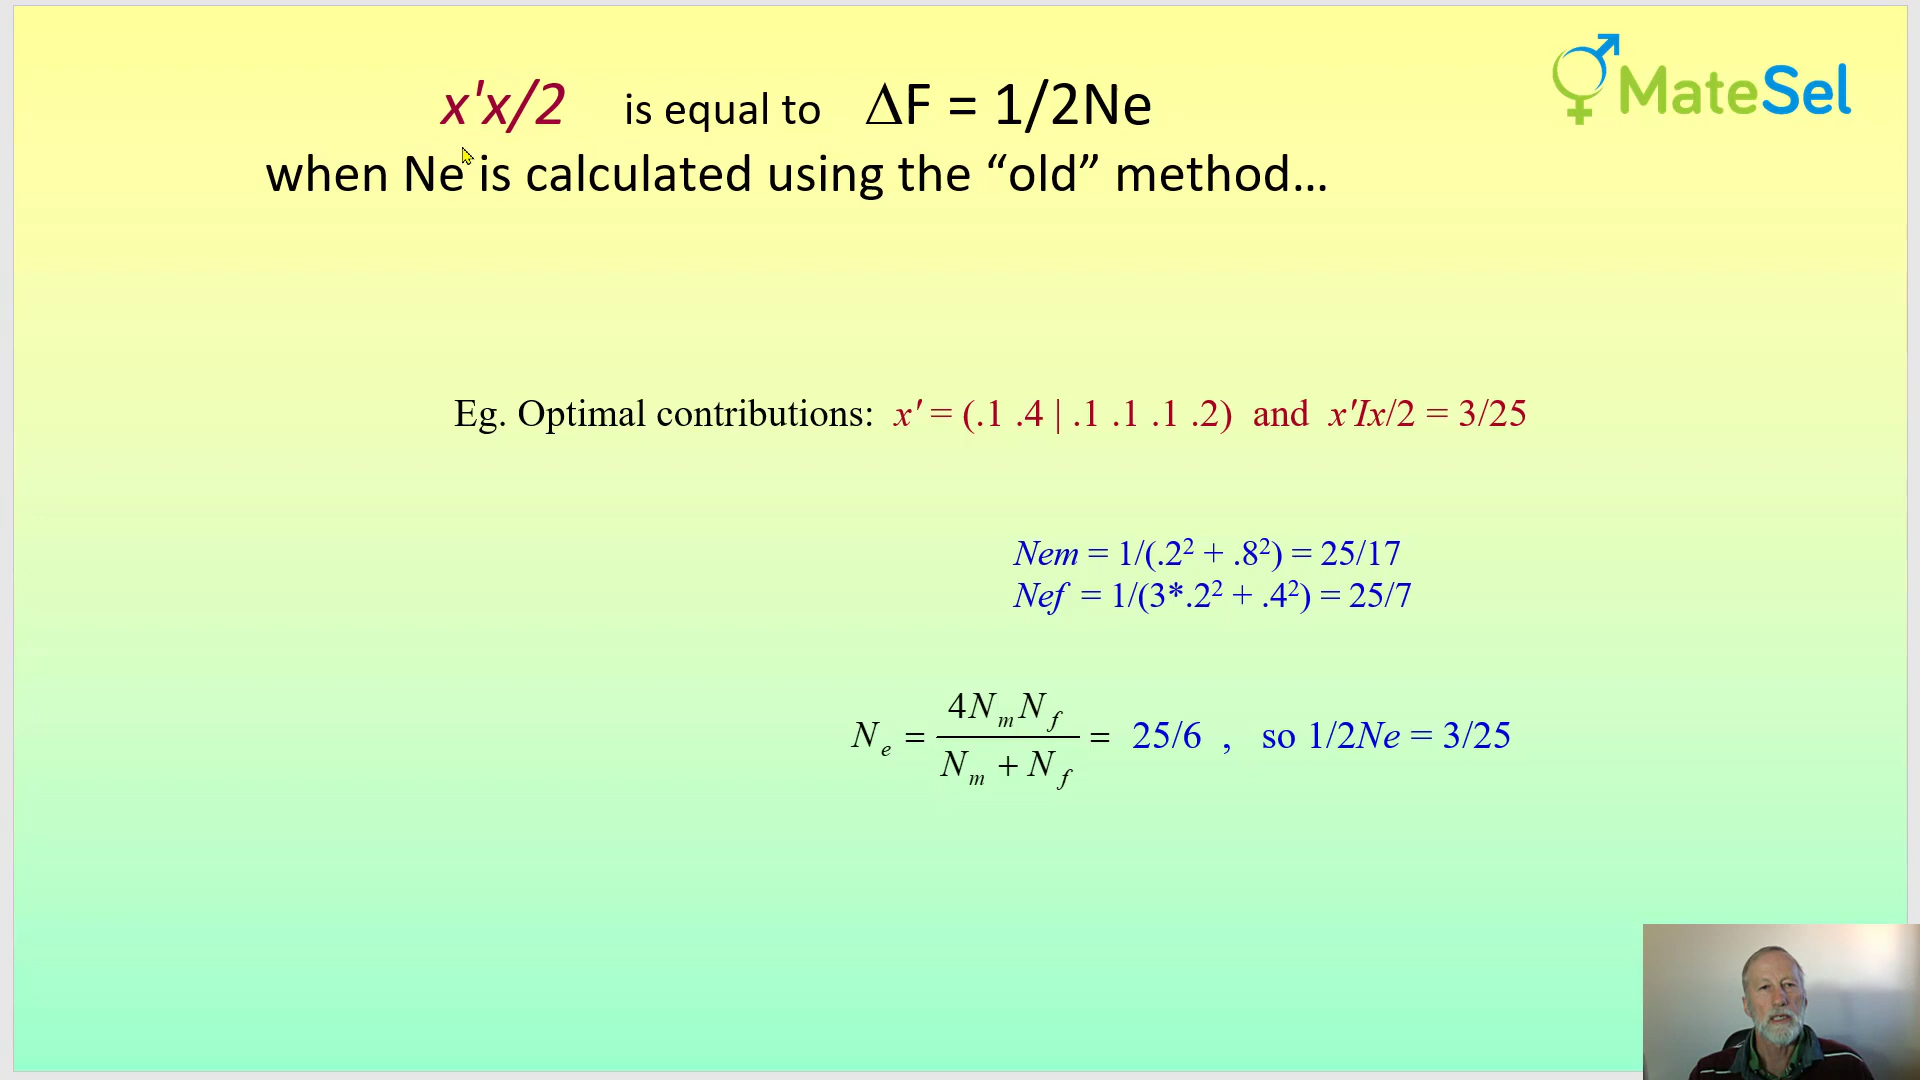 MateSel
x'x/2 is equal to ΔF = 1/2Ne
when Ne is calculated using the “old” method…
Eg. Optimal contributions: x' = (.1 .4 | .1 .1 .1 .2) and x'Ix/2 = 3/25
Nem = 1/(.2² + .8²) = 25/17
Nef = 1/(3*.2² + .4²) = 25/7
4NₘN_f
Nₑ = = 25/6 , so 1/2Ne = 3/25
Nₘ + N_f